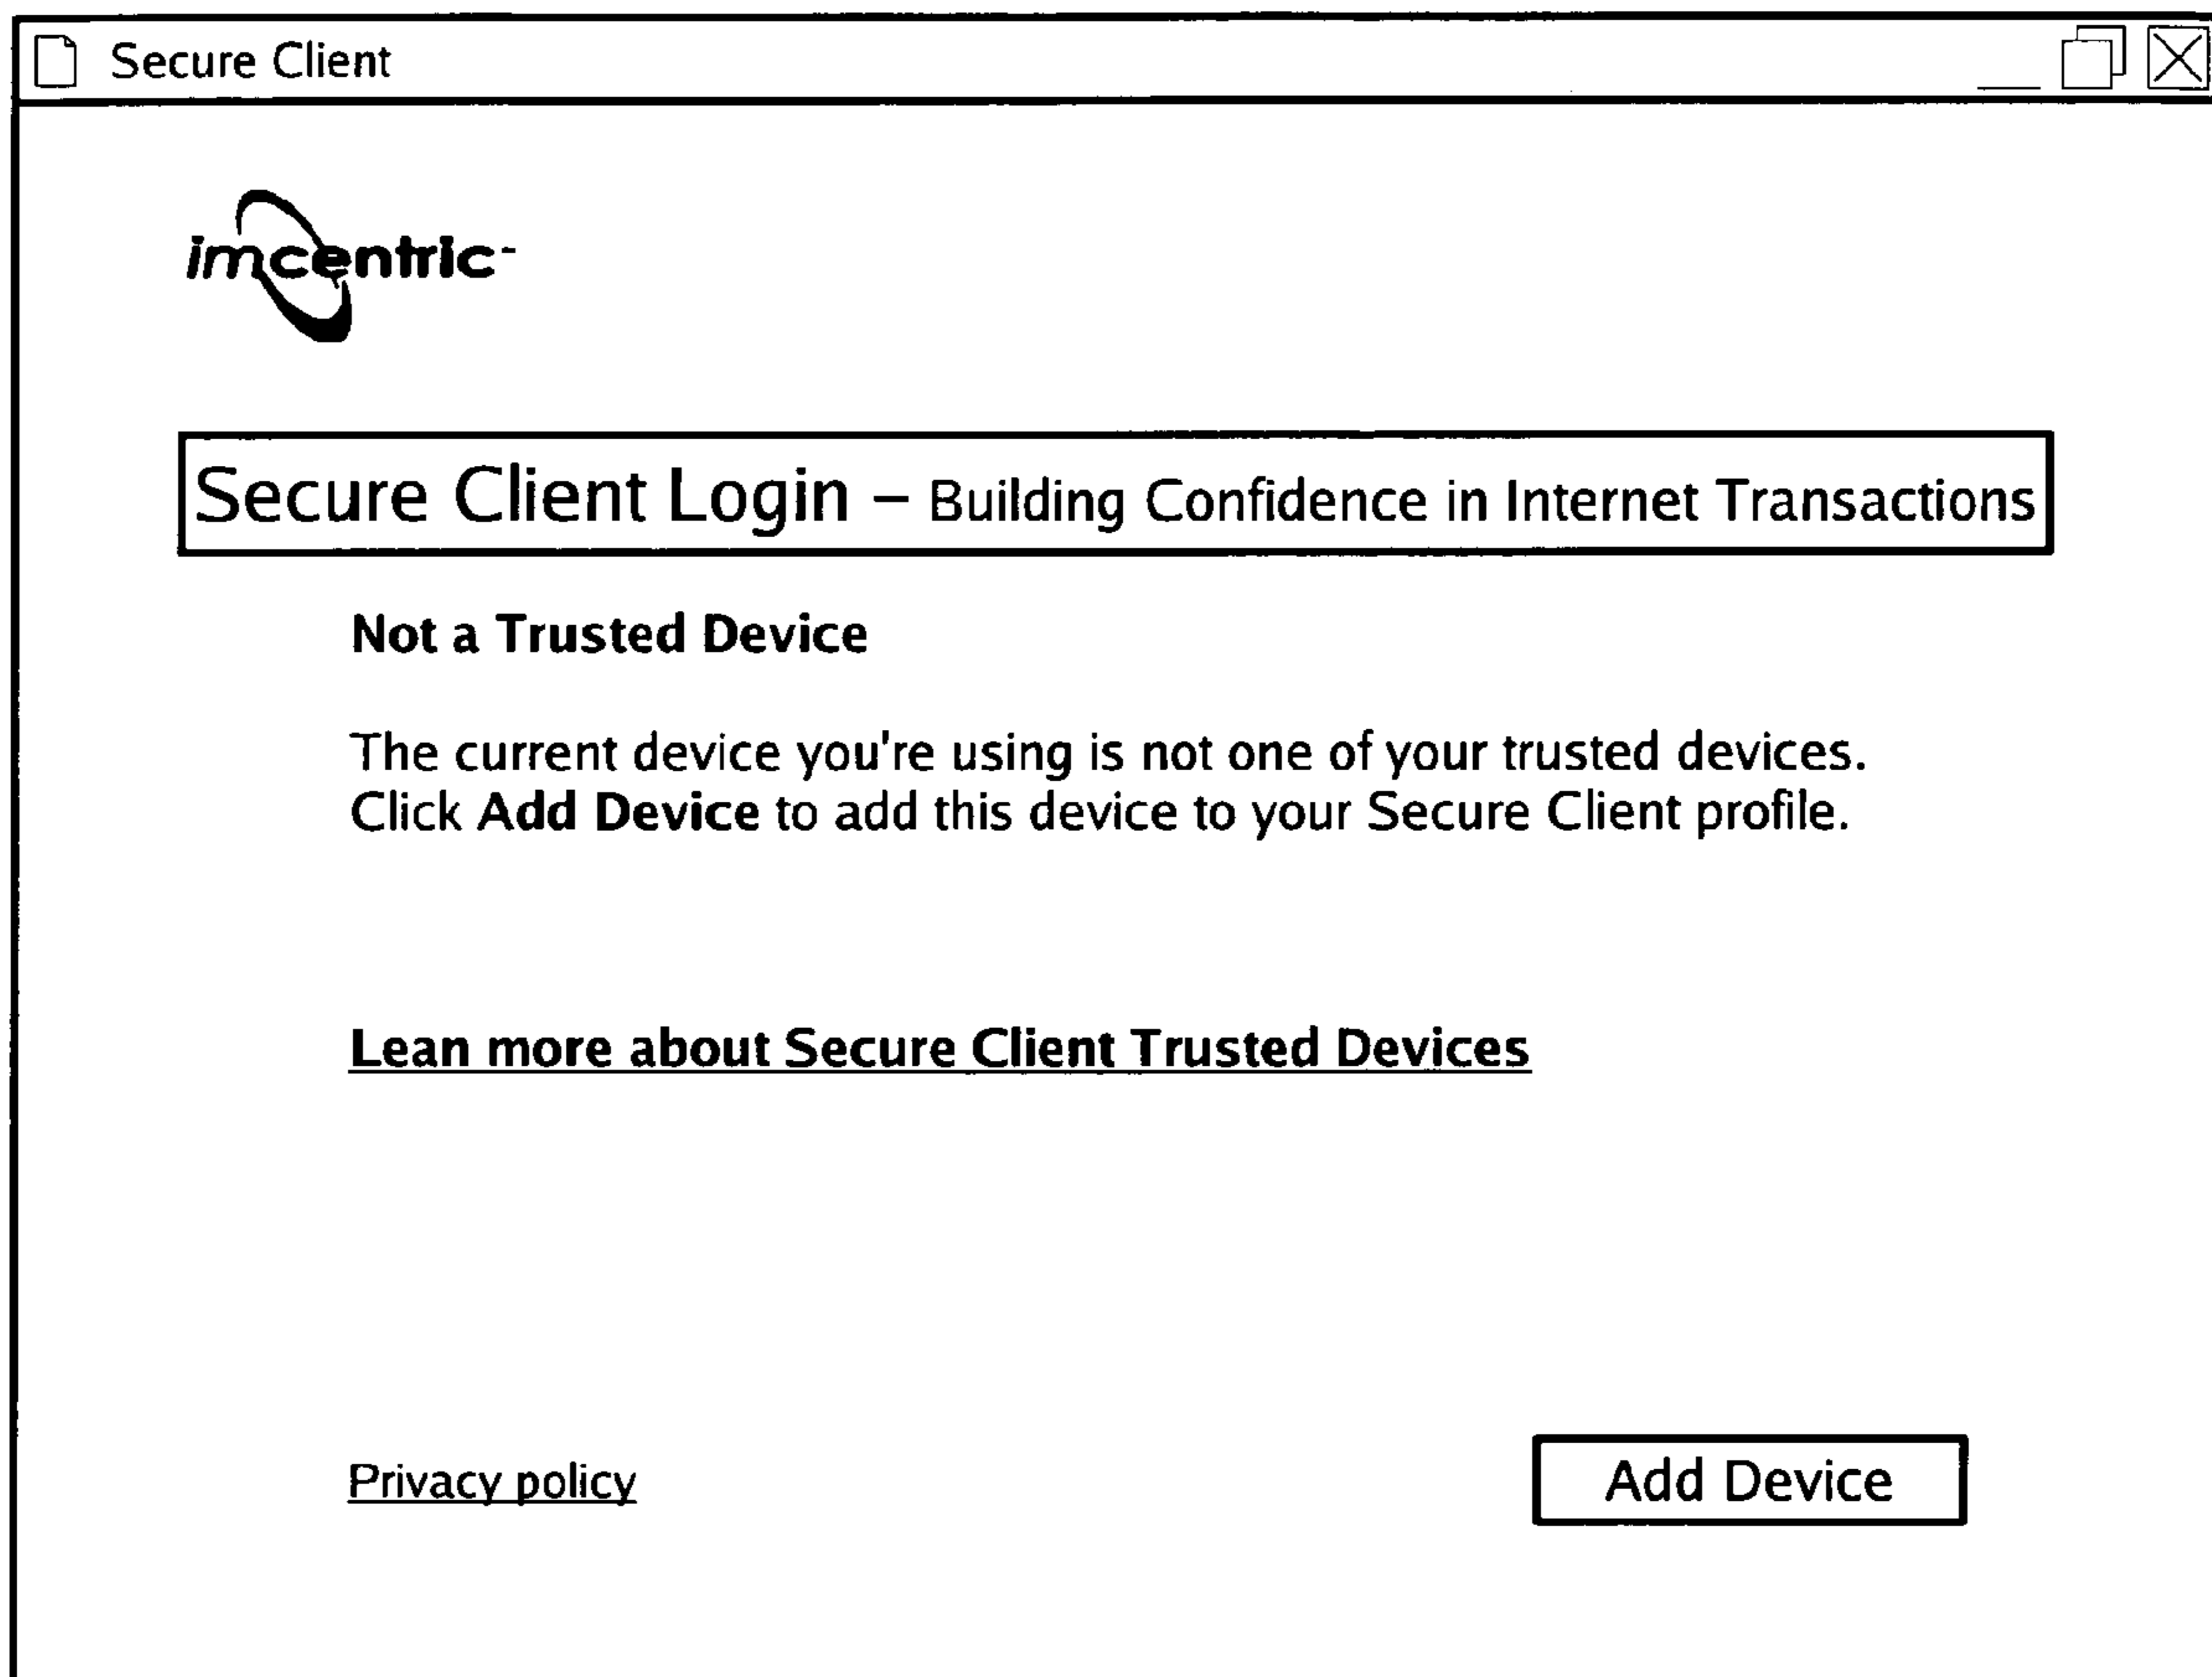 Secure Client
imcentric
Secure Client Login – Building Confidence in Internet Transactions
Not a Trusted Device
The current device you're using is not one of your trusted devices.
Click Add Device to add this device to your Secure Client profile.
Lean more about Secure Client Trusted Devices
Privacy policy
Add Device